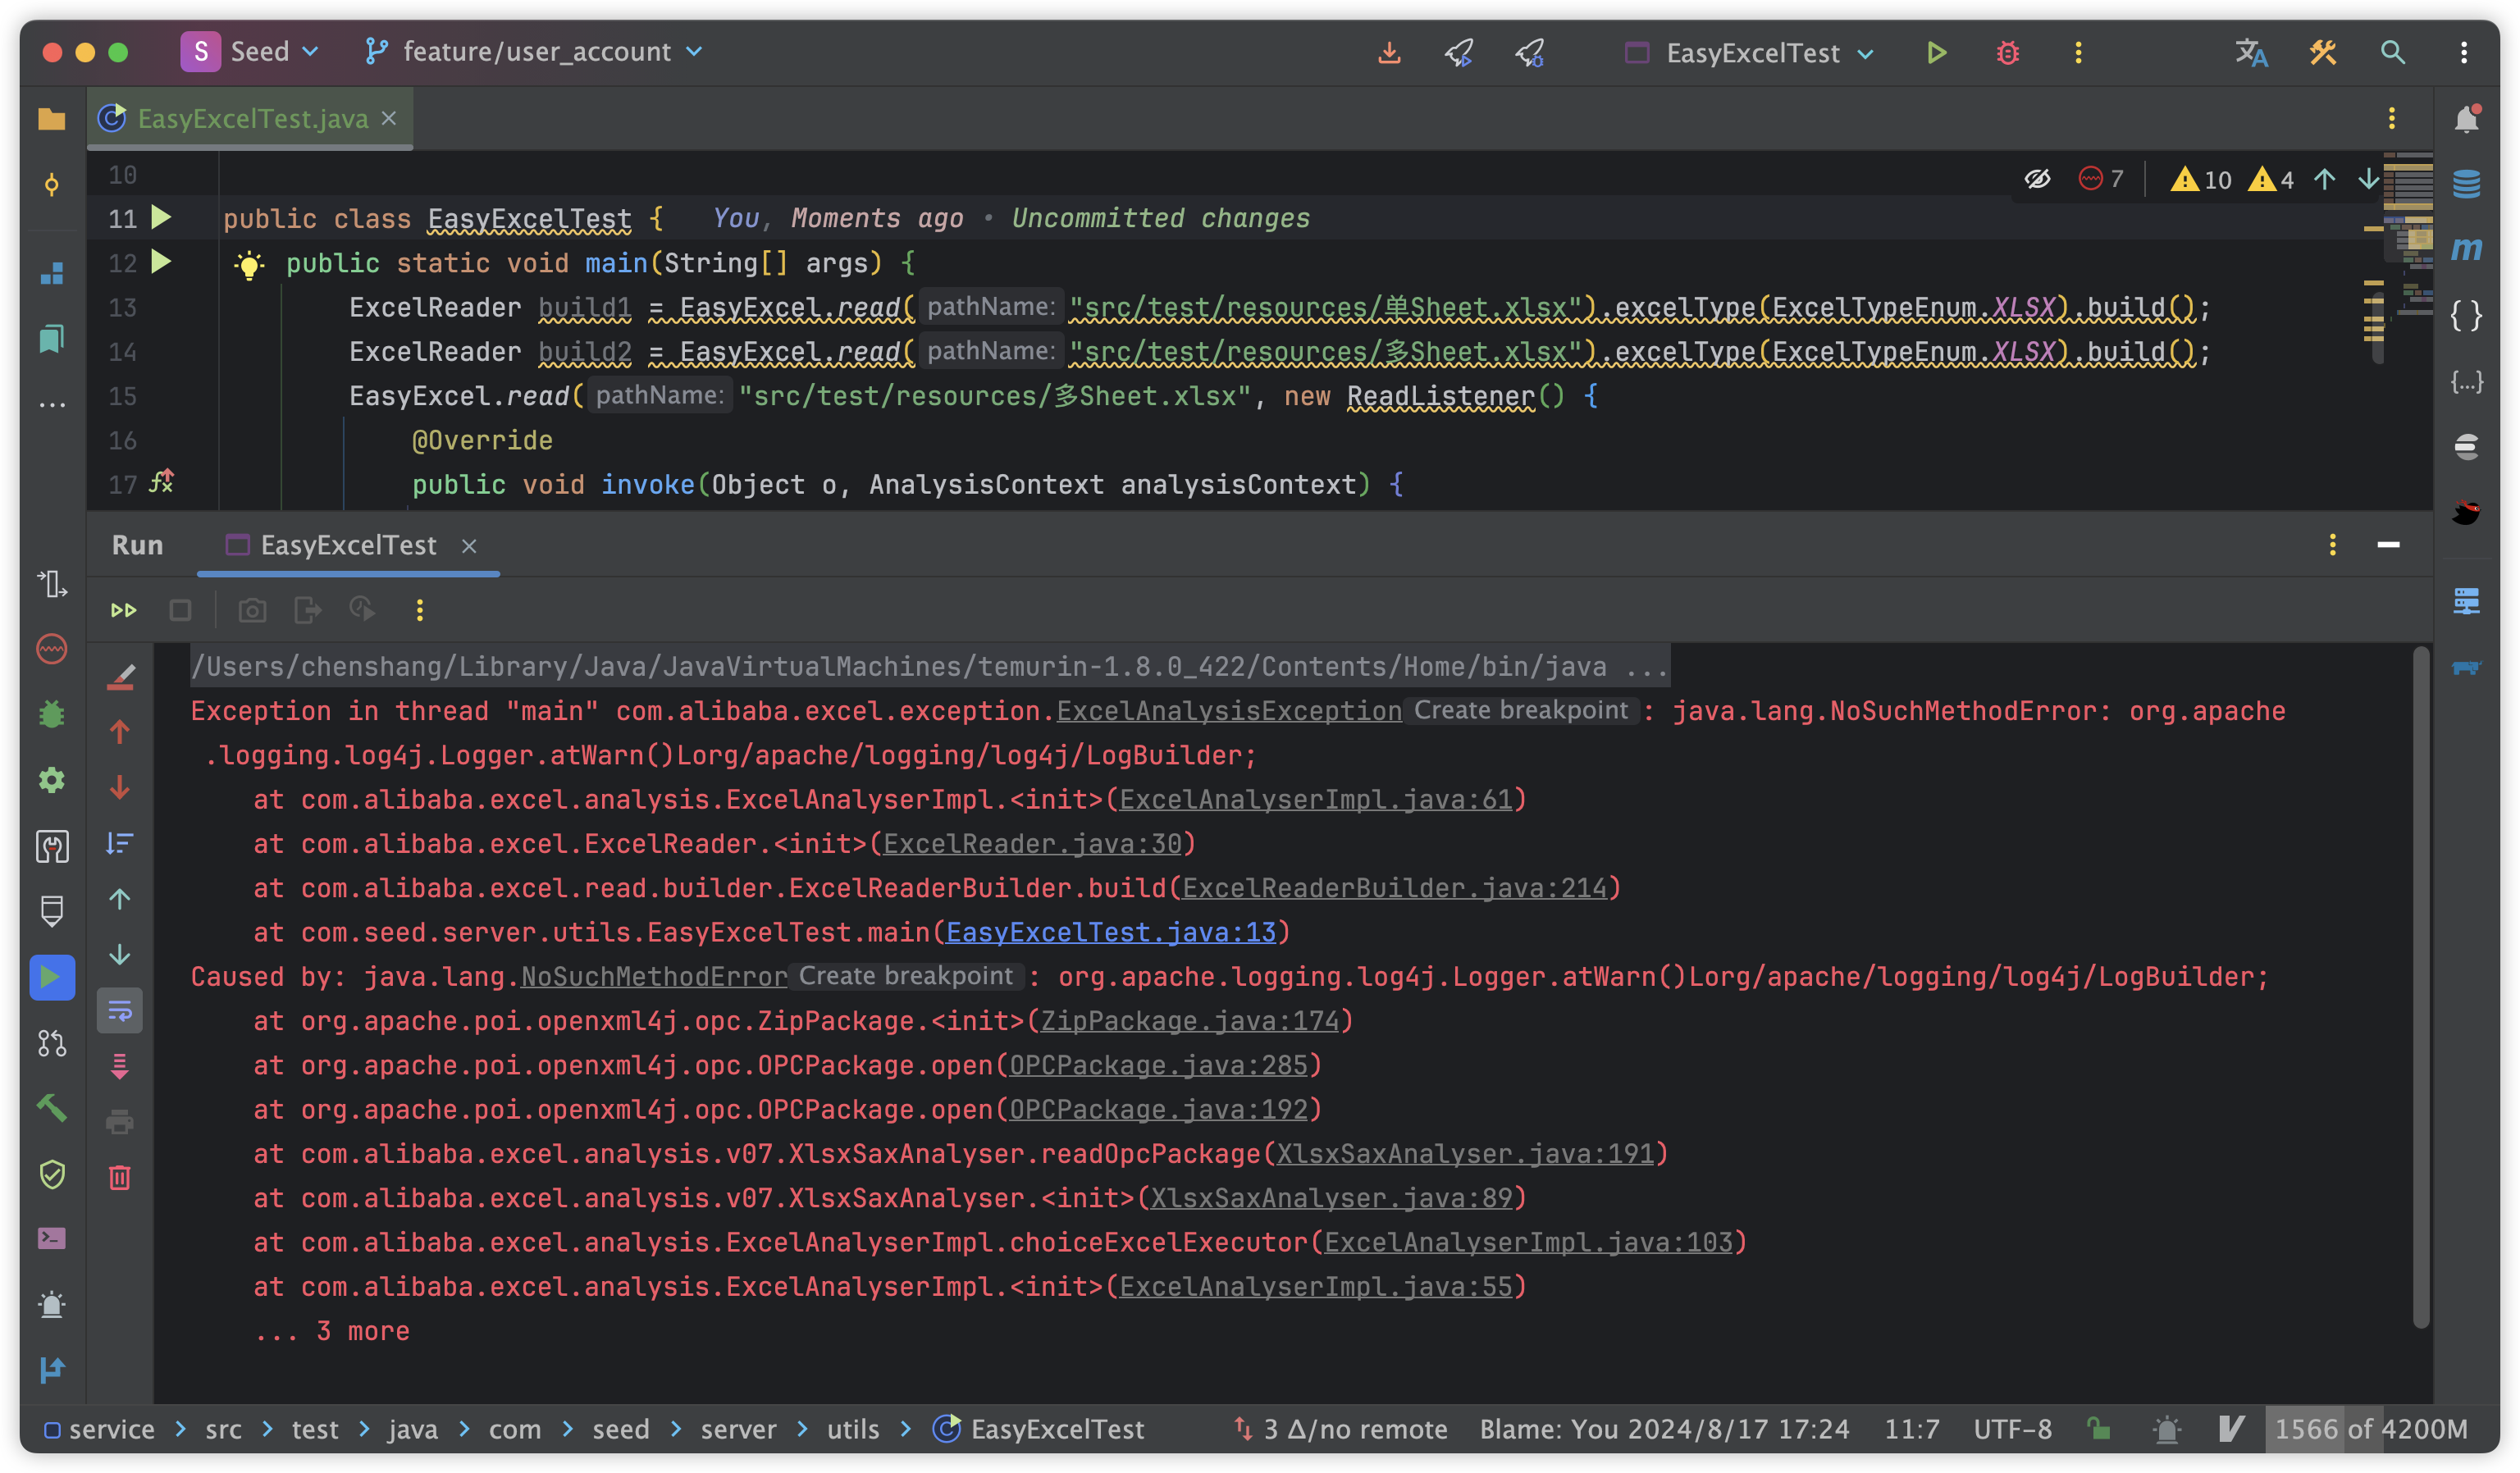 S Seed feature/user_account EasyExcelTest
EasyExcelTest.java
10
7 10 4
11 public class EasyExcelTest { You, Moments ago • Uncommitted changes
12 public static void main(String[] args) {
13 ExcelReader build1 = EasyExcel.read( pathName: "src/test/resources/单Sheet.xlsx").excelType(ExcelTypeEnum.XLSX).build();
14 ExcelReader build2 = EasyExcel.read( pathName: "src/test/resources/多Sheet.xlsx").excelType(ExcelTypeEnum.XLSX).build();
15 EasyExcel.read( pathName: "src/test/resources/多Sheet.xlsx", new ReadListener() {
16 @Override
17 public void invoke(Object o, AnalysisContext analysisContext) {
Run EasyExcelTest
/Users/chenshang/Library/Java/JavaVirtualMachines/temurin-1.8.0_422/Contents/Home/bin/java ...
Exception in thread "main" com.alibaba.excel.exception.ExcelAnalysisException Create breakpoint : java.lang.NoSuchMethodError: org.apache
.logging.log4j.Logger.atWarn()Lorg/apache/logging/log4j/LogBuilder;
at com.alibaba.excel.analysis.ExcelAnalyserImpl.<init>(ExcelAnalyserImpl.java:61)
at com.alibaba.excel.ExcelReader.<init>(ExcelReader.java:30)
at com.alibaba.excel.read.builder.ExcelReaderBuilder.build(ExcelReaderBuilder.java:214)
at com.seed.server.utils.EasyExcelTest.main(EasyExcelTest.java:13)
Caused by: java.lang.NoSuchMethodError Create breakpoint : org.apache.logging.log4j.Logger.atWarn()Lorg/apache/logging/log4j/LogBuilder;
at org.apache.poi.openxml4j.opc.ZipPackage.<init>(ZipPackage.java:174)
at org.apache.poi.openxml4j.opc.OPCPackage.open(OPCPackage.java:285)
at org.apache.poi.openxml4j.opc.OPCPackage.open(OPCPackage.java:192)
at com.alibaba.excel.analysis.v07.XlsxSaxAnalyser.readOpcPackage(XlsxSaxAnalyser.java:191)
at com.alibaba.excel.analysis.v07.XlsxSaxAnalyser.<init>(XlsxSaxAnalyser.java:89)
at com.alibaba.excel.analysis.ExcelAnalyserImpl.choiceExcelExecutor(ExcelAnalyserImpl.java:103)
at com.alibaba.excel.analysis.ExcelAnalyserImpl.<init>(ExcelAnalyserImpl.java:55)
... 3 more
service > src > test > java > com > seed > server > utils > EasyExcelTest 3 Δ/no remote Blame: You 2024/8/17 17:24 11:7 UTF-8 1566 of 4200M